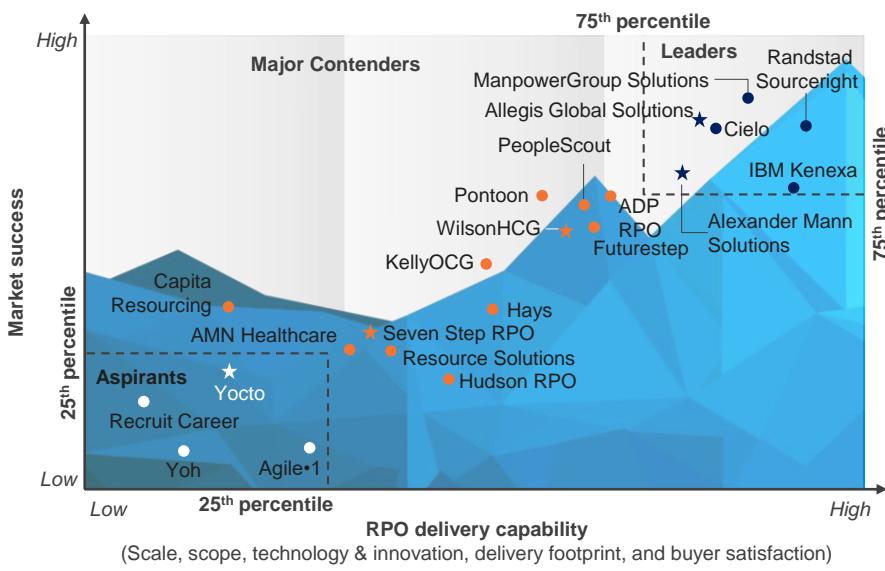 75th percentile
High
Leaders
Randstad
Sourceright
Major Contenders
ManpowerGroup Solutions
Allegis Global Solutions
Cielo
PeopleScout
IBM Kenexa
Pontoon
ADP
RPO
WilsonHCG
Futurestep
Alexander Mann
Solutions
75th percentile
KellyOCG
Market success
Capita
Resourcing
Hays
AMN Healthcare
Seven Step RPO
Resource Solutions
Hudson RPO
25th percentile
Aspirants
Yocto
Recruit Career
Yoh
Agile•1
Low
Low
25th percentile
High
RPO delivery capability
(Scale, scope, technology & innovation, delivery footprint, and buyer satisfaction)